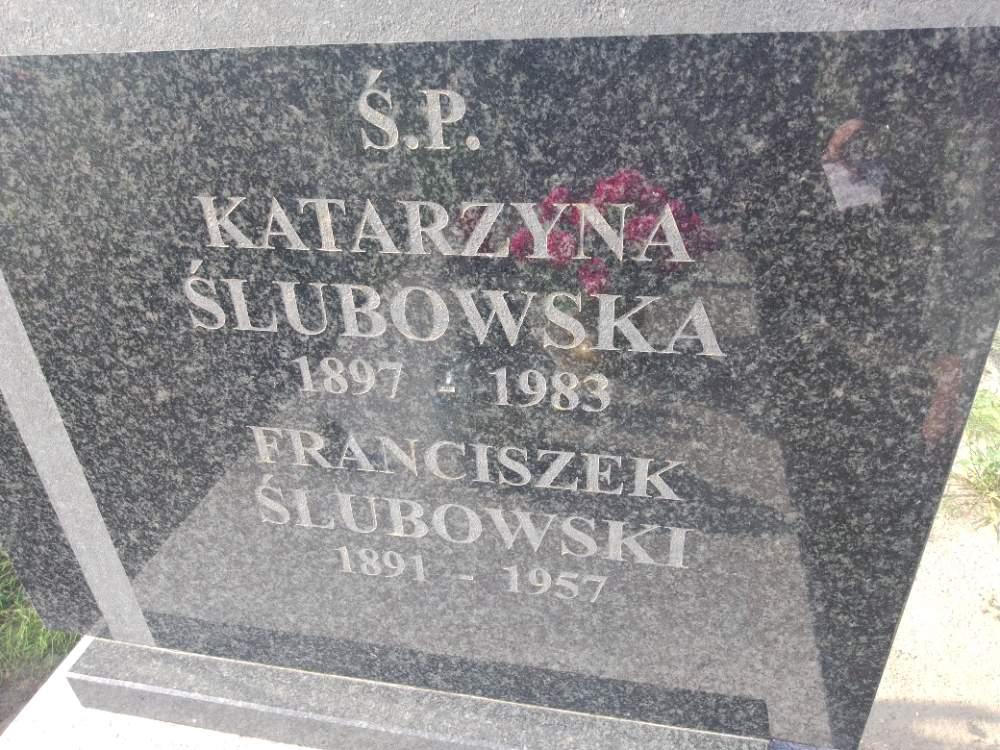 Ś.P.
KATARZYNA
ŚLUBOWSKA
1897 - 1983
FRANCISZEK
ŚLUBOWSKI
1891 - 1957